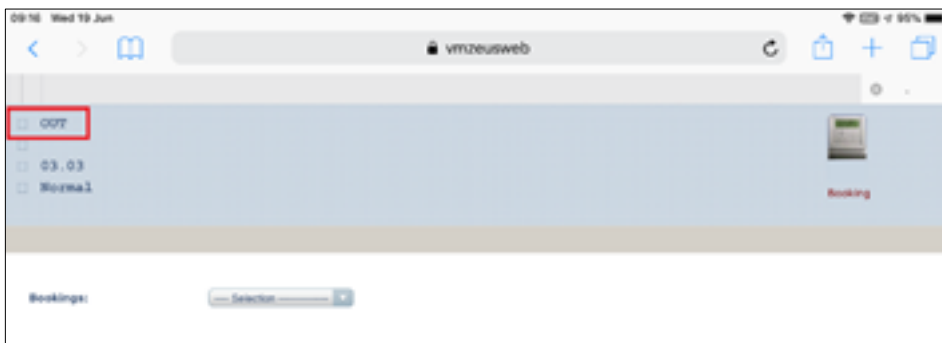 09:16 Wed 19 Jun
95%
vmzeusweb
OUT
03.03
Normal
Booking
Bookings:
--- Selection ---------